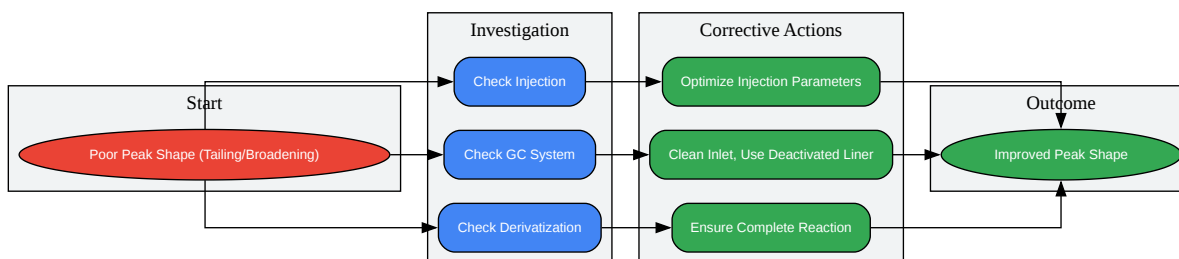 Start
Poor Peak Shape (Tailing/Broadening)
Investigation
Check Injection
Check GC System
Check Derivatization
Corrective Actions
Optimize Injection Parameters
Clean Inlet, Use Deactivated Liner
Ensure Complete Reaction
Outcome
Improved Peak Shape